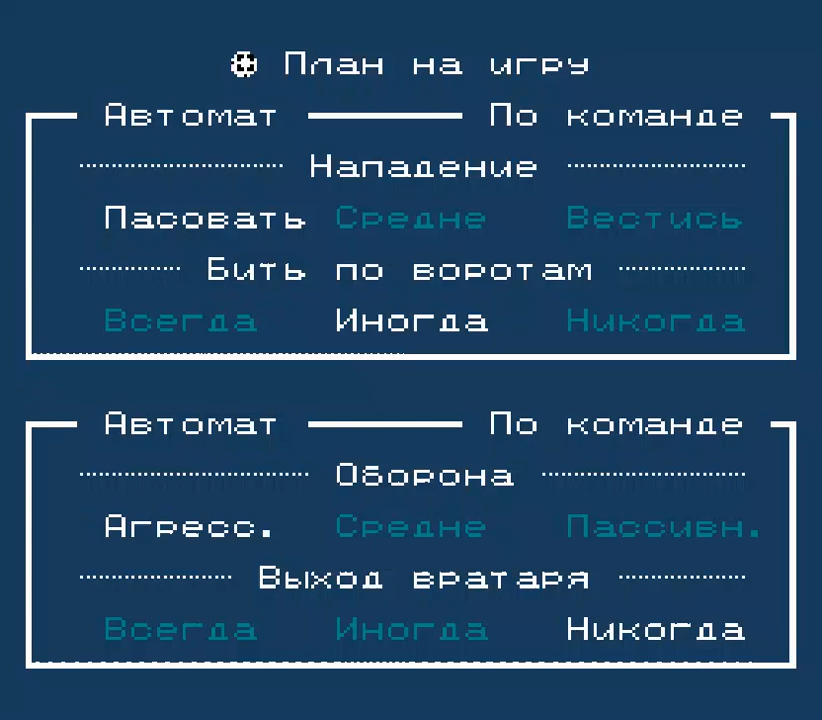 План на игру
Автомат По команде
Нападение
Пасовать Средне Вестись
Бить по воротам
Всегда Иногда Никогда
Автомат По команде
Оборона
Агресс. Средне Пассивн.
Выход вратаря
Всегда Иногда Никогда